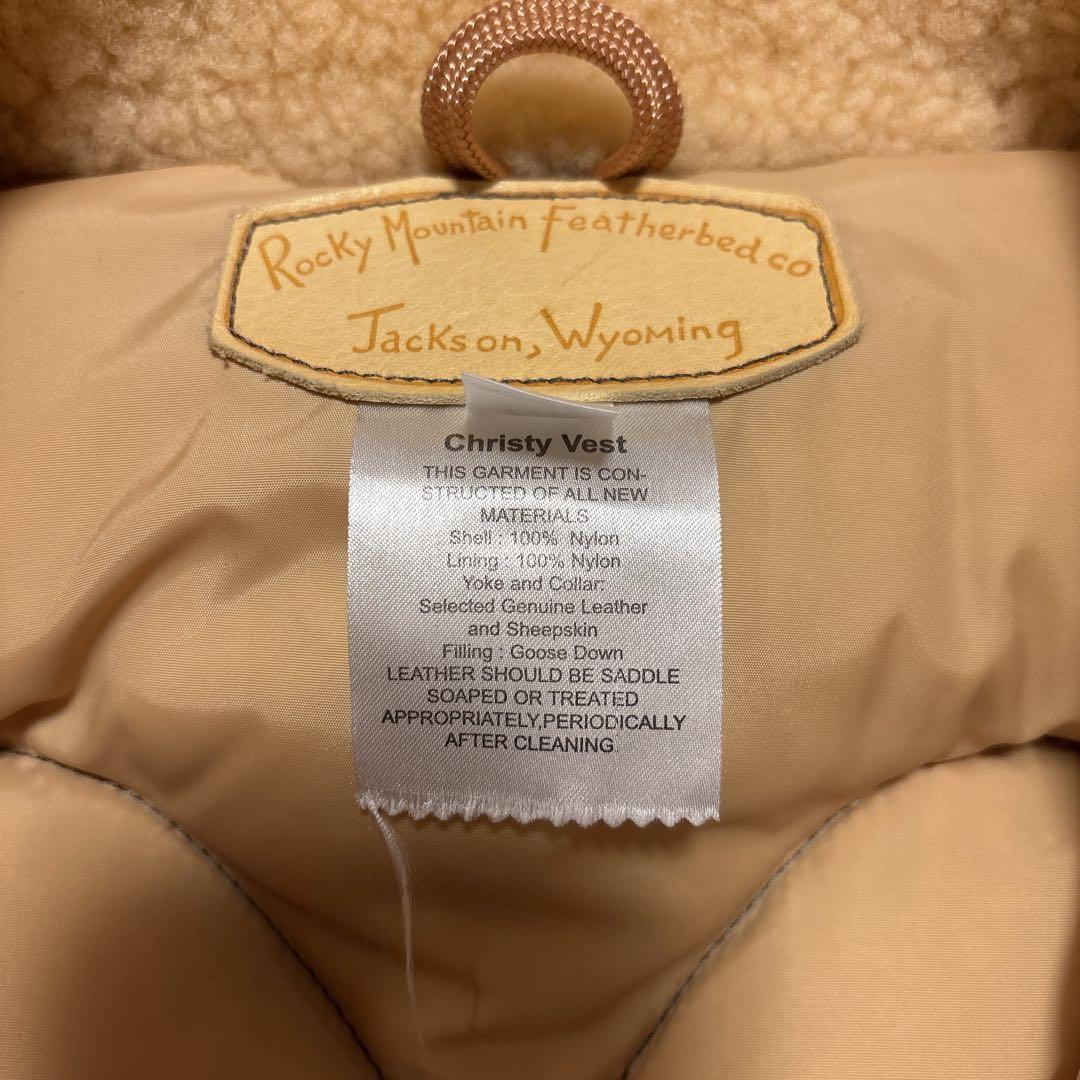 Rocky Mountain Featherbed co
Jackson, Wyoming
Christy Vest
THIS GARMENT IS CON-
STRUCTED OF ALL NEW
MATERIALS
Shell : 100% Nylon
Lining : 100% Nylon
Yoke and Collar:
Selected Genuine Leather
and Sheepskin
Filling : Goose Down
LEATHER SHOULD BE SADDLE
SOAPED OR TREATED
APPROPRIATELY,PERIODICALLY
AFTER CLEANING.